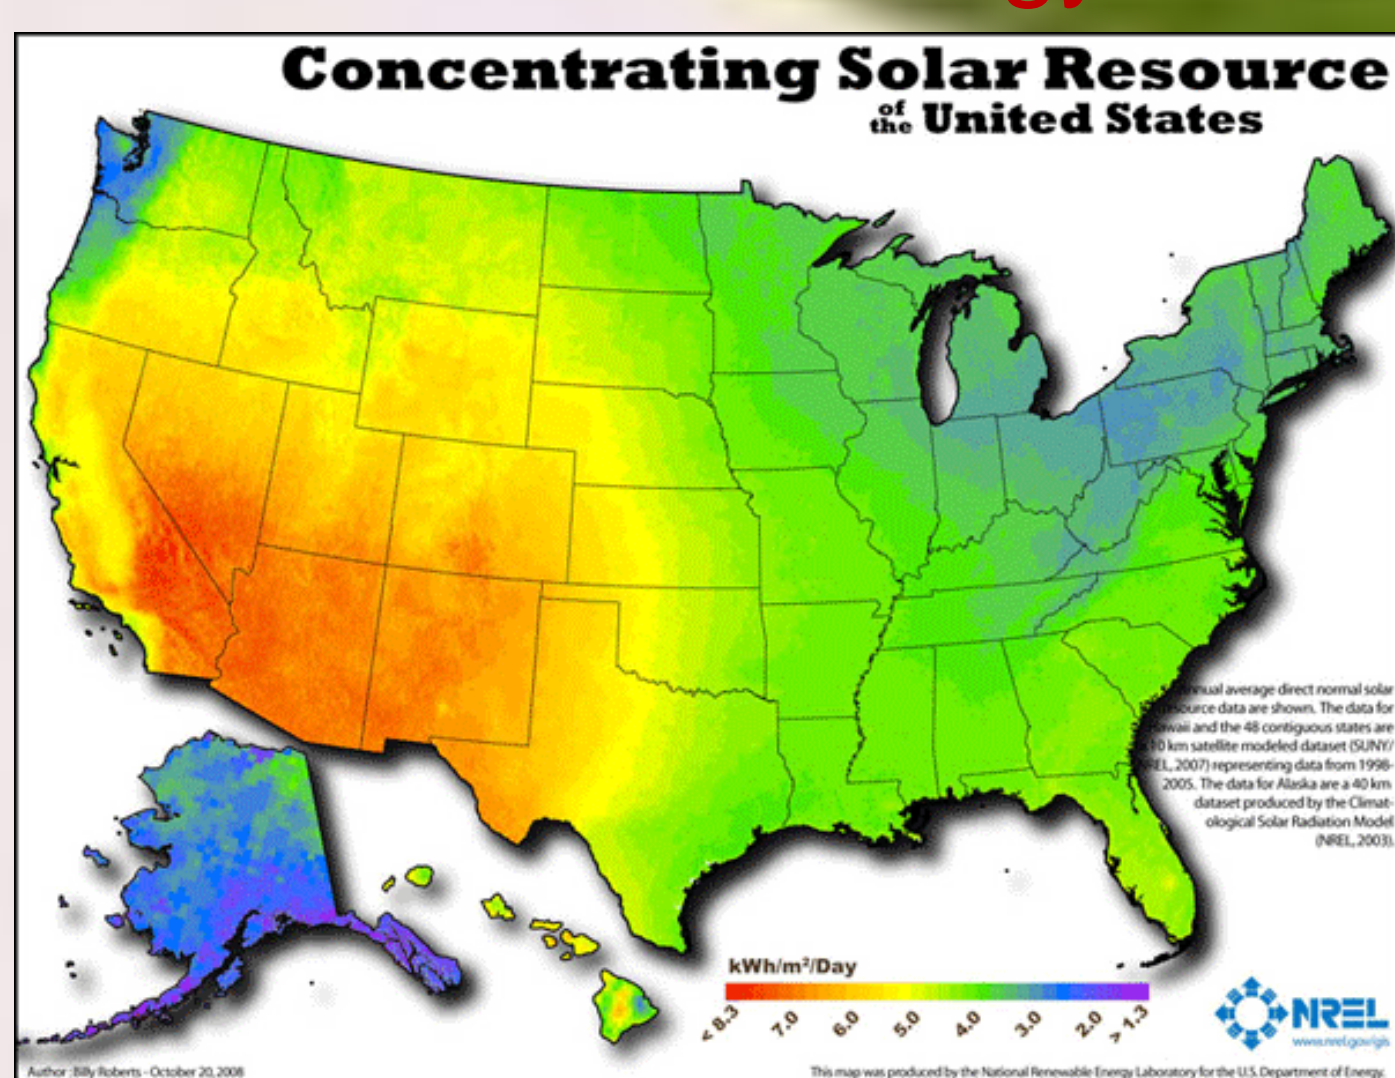 Concentrating Solar Resource
of the United States
nual average direct normal solar
source data are shown. The data for
waii and the 48 contiguous states are
10 km satellite modeled dataset (SUNY/
REL, 2007) representing data from 1998-
2005. The data for Alaska are a 40 km
dataset produced by the Climat-
ological Solar Radiation Model
(NREL, 2003).
kWh/m²/Day
< 8.3 7.0 6.0 5.0 4.0 3.0 2.0 > 1.3
NREL
www.nrel.gov/gis
Author : Billy Roberts - October 20, 2008
This map was produced by the National Renewable Energy Laboratory for the U.S. Department of Energy.